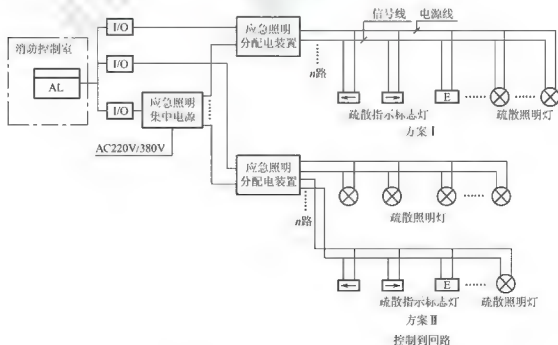 信号线 电源线
I/O
应急照明
分配电装置
消防控制室
n路
I/O
AL
E
I/O
应急照明
集中电源
疏散指示标志灯 疏散照明灯
方案Ⅰ
AC220V/380V
应急照明
分配电装置
疏散照明灯
n路
E
疏散指示标志灯 疏散照明灯
方案Ⅱ
控制到回路